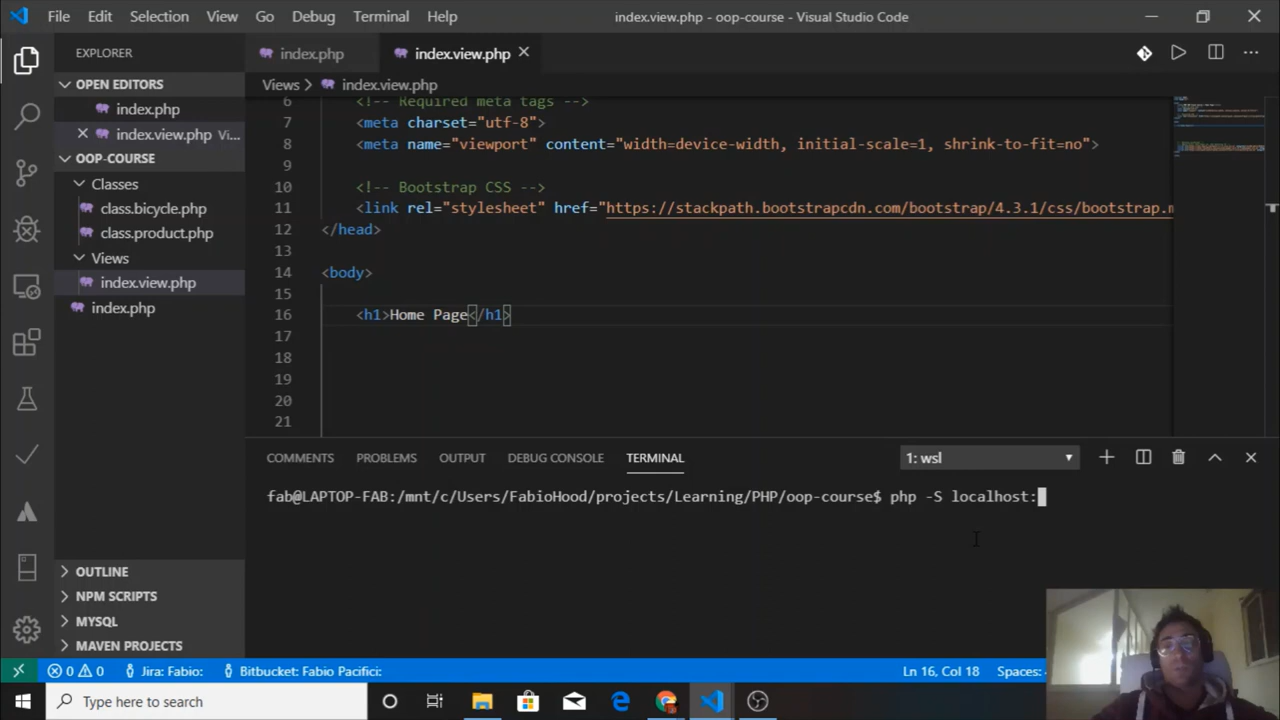 File Edit Selection View Go Debug Terminal Help
index.view.php - oop-course - Visual Studio Code
EXPLORER
OPEN EDITORS
index.php
index.view.php Vi...
OOP-COURSE
Classes
class.bicycle.php
class.product.php
Views
index.view.php
index.php
OUTLINE
NPM SCRIPTS
MYSQL
MAVEN PROJECTS
index.php
index.view.php
Views > index.view.php
6 <!-- Required meta tags -->
7 <meta charset="utf-8">
8 <meta name="viewport" content="width=device-width, initial-scale=1, shrink-to-fit=no">
9
10 <!-- Bootstrap CSS -->
11 <link rel="stylesheet" href="https://stackpath.bootstrapcdn.com/bootstrap/4.3.1/css/bootstrap.m
12 </head>
13
14 <body>
15
16 <h1>Home Page</h1>
17
18
19
20
21
COMMENTS PROBLEMS OUTPUT DEBUG CONSOLE TERMINAL
1: wsl
fab@LAPTOP-FAB:/mnt/c/Users/FabioHood/projects/Learning/PHP/oop-course$ php -S localhost:
0 0 Jira: Fabio: Bitbucket: Fabio Pacifici: Ln 16, Col 18 Spaces:
Type here to search